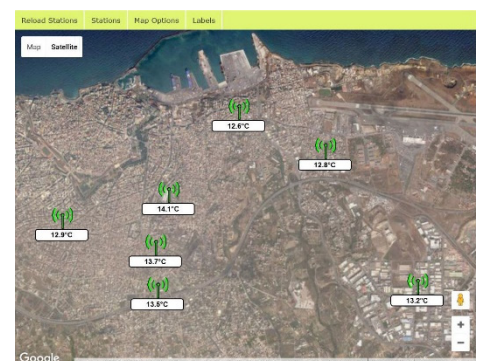 Reload Stations Stations Map Options Labels
Map Satellite
12.6°C
12.8°C
14.1°C
12.9°C
13.7°C
13.2°C
13.5°C
+
−
Google